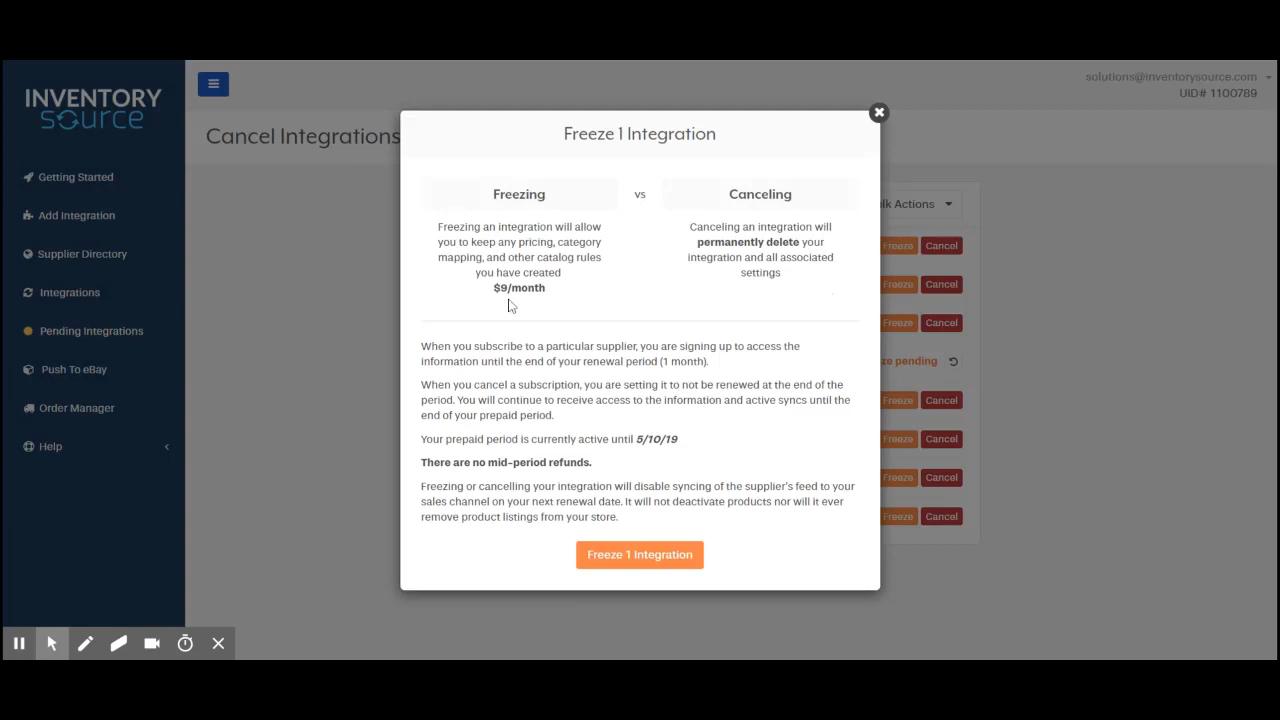 INVENTORY
source
solutions@inventorysource.com
UID# 1100789
Getting Started
Add Integration
Supplier Directory
Integrations
Pending Integrations
Push To eBay
Order Manager
Help
Cancel Integrations
Freeze 1 Integration
Freezing
vs
Canceling
Freezing an integration will allow
you to keep any pricing, category
mapping, and other catalog rules
you have created
$9/month
Canceling an integration will
permanently delete your
integration and all associated
settings
When you subscribe to a particular supplier, you are signing up to access the
information until the end of your renewal period (1 month).
When you cancel a subscription, you are setting it to not be renewed at the end of the
period. You will continue to receive access to the information and active syncs until the
end of your prepaid period.
Your prepaid period is currently active until 5/10/19
There are no mid-period refunds.
Freezing or cancelling your integration will disable syncing of the supplier's feed to your
sales channel on your next renewal date. It will not deactivate products nor will it ever
remove product listings from your store.
Freeze 1 Integration
lk Actions
Freeze Cancel
Freeze Cancel
Freeze Cancel
ze pending
Freeze Cancel
Freeze Cancel
Freeze Cancel
Freeze Cancel